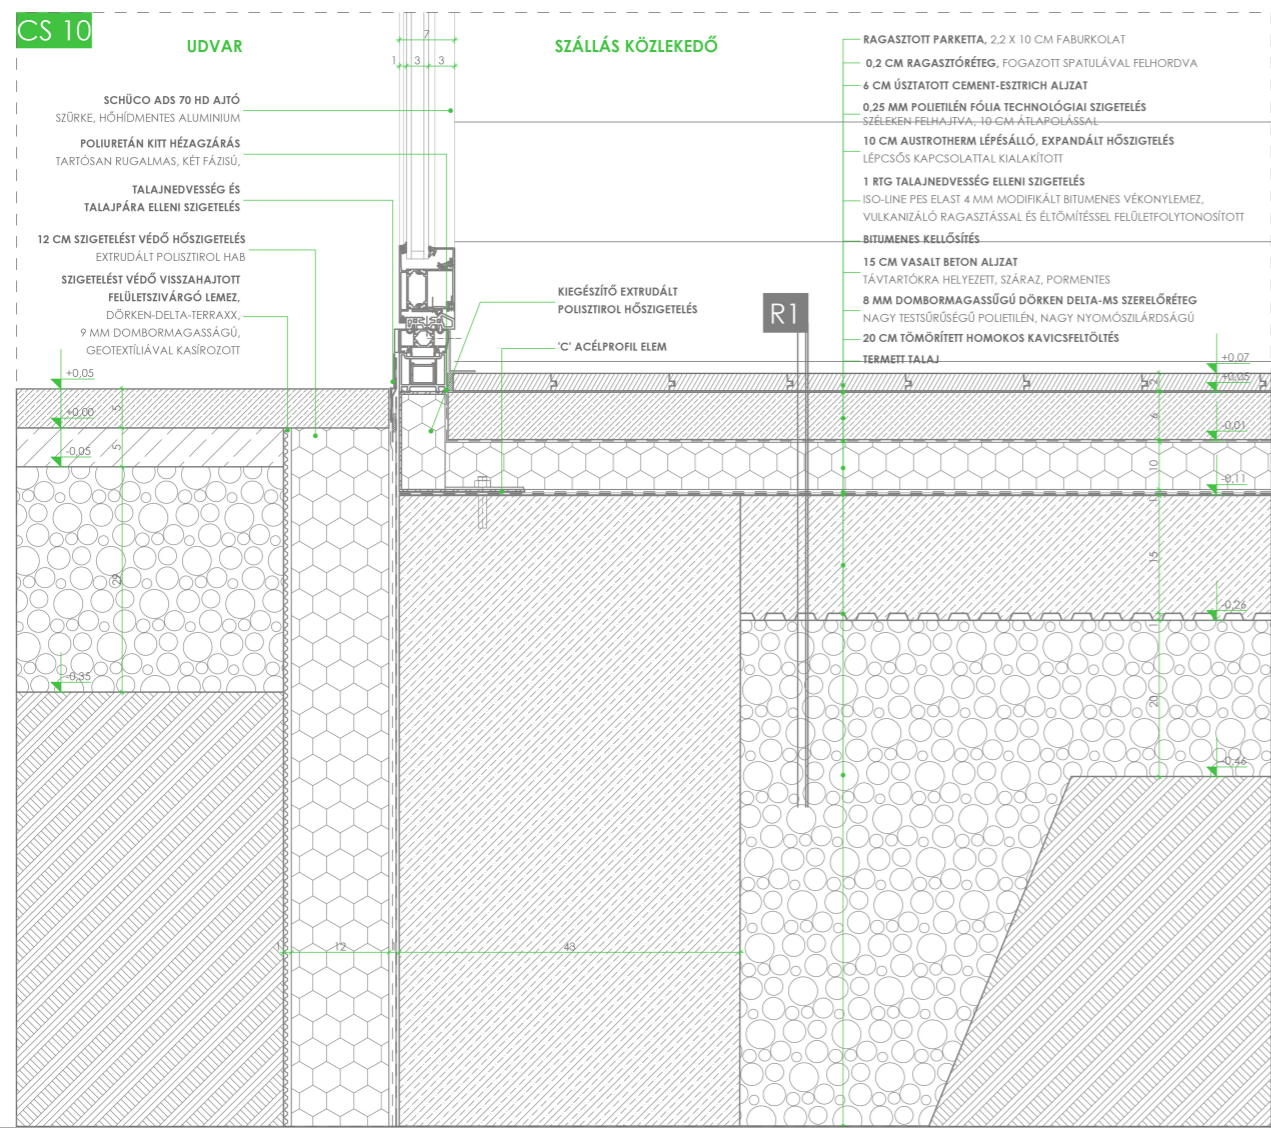 CS 10
UDVAR
SZÁLLÁS KÖZLEKEDŐ
7
1 3 3
SCHÜCO ADS 70 HD AJTÓ
SZÜRKE, HŐHÍDMENTES ALUMINIUM
POLIURETÁN KITT HÉZAGZÁRÁS
TARTÓSAN RUGALMAS, KÉT FÁZISÚ,
TALAJNEDVESSÉG ÉS
TALAJPÁRA ELLENI SZIGETELÉS
12 CM SZIGETELÉST VÉDŐ HŐSZIGETELÉS
EXTRUDÁLT POLISZTIROL HAB
SZIGETELÉST VÉDŐ VISSZAHAJTOTT
FELÜLETSZIVÁRGÓ LEMEZ,
DÖRKEN-DELTA-TERRAXX,
9 MM DOMBORMAGASSÁGÚ,
GEOTEXTÍLIÁVAL KASÍROZOTT
KIEGÉSZÍTŐ EXTRUDÁLT
POLISZTIROL HŐSZIGETELÉS
'C' ACÉLPROFIL ELEM
R1
RAGASZTOTT PARKETTA, 2,2 X 10 CM FABURKOLAT
0,2 CM RAGASZTÓRÉTEG, FOGAZOTT SPATULÁVAL FELHORDVA
6 CM ÚSZTATOTT CEMENT-ESZTRICH ALJZAT
0,25 MM POLIETILÉN FÓLIA TECHNOLÓGIAI SZIGETELÉS
SZÉLEKEN FELHAJTVA, 10 CM ÁTLAPOLÁSSAL
10 CM AUSTROTHERM LÉPÉSÁLLÓ, EXPANDÁLT HŐSZIGTELÉS
LÉPCSŐS KAPCSOLATTAL KIALAKÍTOTT
1 RTG TALAJNEDVESSÉG ELLENI SZIGETELÉS
ISO-LINE PES ELAST 4 MM MODIFIKÁLT BITUMENES VÉKONYLEMEZ,
VULKANIZÁLÓ RAGASZTÁSSAL ÉS ÉLTÖMÍTÉSSEL FELÜLETFOLYTONOSÍTOTT
BITUMENES KELLŐSÍTÉS
15 CM VASALT BETON ALJZAT
TÁVTARTÓKRA HELYEZETT, SZÁRAZ, PORMENTES
8 MM DOMBORMAGASSŰGÚ DÖRKEN DELTA-MS SZERELŐRÉTEG
NAGY TESTSŰRŰSÉGŰ POLIETILÉN, NAGY NYOMÓSZILÁRDSÁGÚ
20 CM TÖMÖRÍTETT HOMOKOS KAVICSFELTÖLTÉS
TERMETT TALAJ
+0,05
+0,00
-0,05
-0,35
5
5
29
+0,07
+0,05
-0,01
-0,11
-0,26
-0,46
2
6
10
1
15
1
20
1 12 43